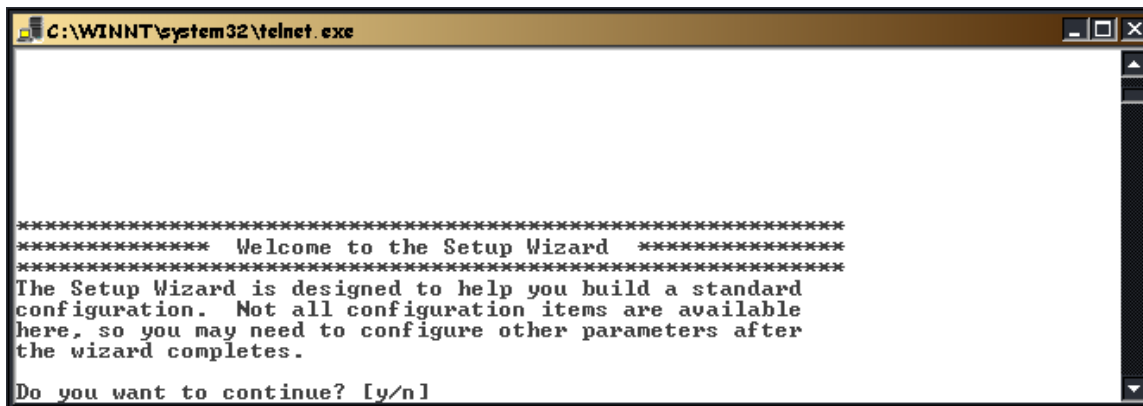 C:\WINNT\system32\telnet.exe
************************************************************
************** Welcome to the Setup Wizard ***************
************************************************************
The Setup Wizard is designed to help you build a standard
configuration. Not all configuration items are available
here, so you may need to configure other parameters after
the wizard completes.
Do you want to continue? [y/n]